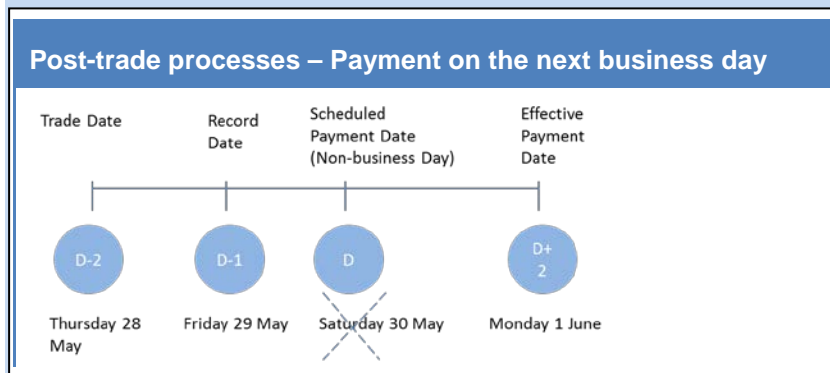 Post-trade processes – Payment on the next business day
Trade Date
Record
Date
Scheduled
Payment Date
(Non-business Day)
Effective
Payment
Date
D-2
D-1
D
D+
2
Thursday 28
May
Friday 29 May
Saturday 30 May
Monday 1 June